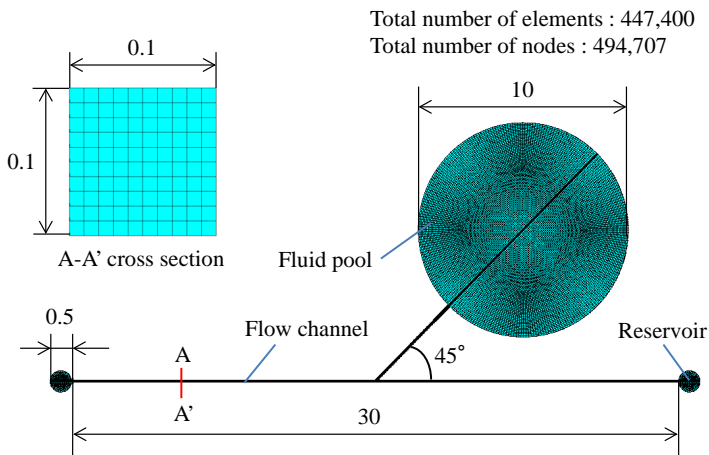 Total number of elements : 447,400
Total number of nodes : 494,707
0.1
10
0.1
A-A’ cross section
Fluid pool
0.5
Flow channel
Reservoir
A
45°
A’
30